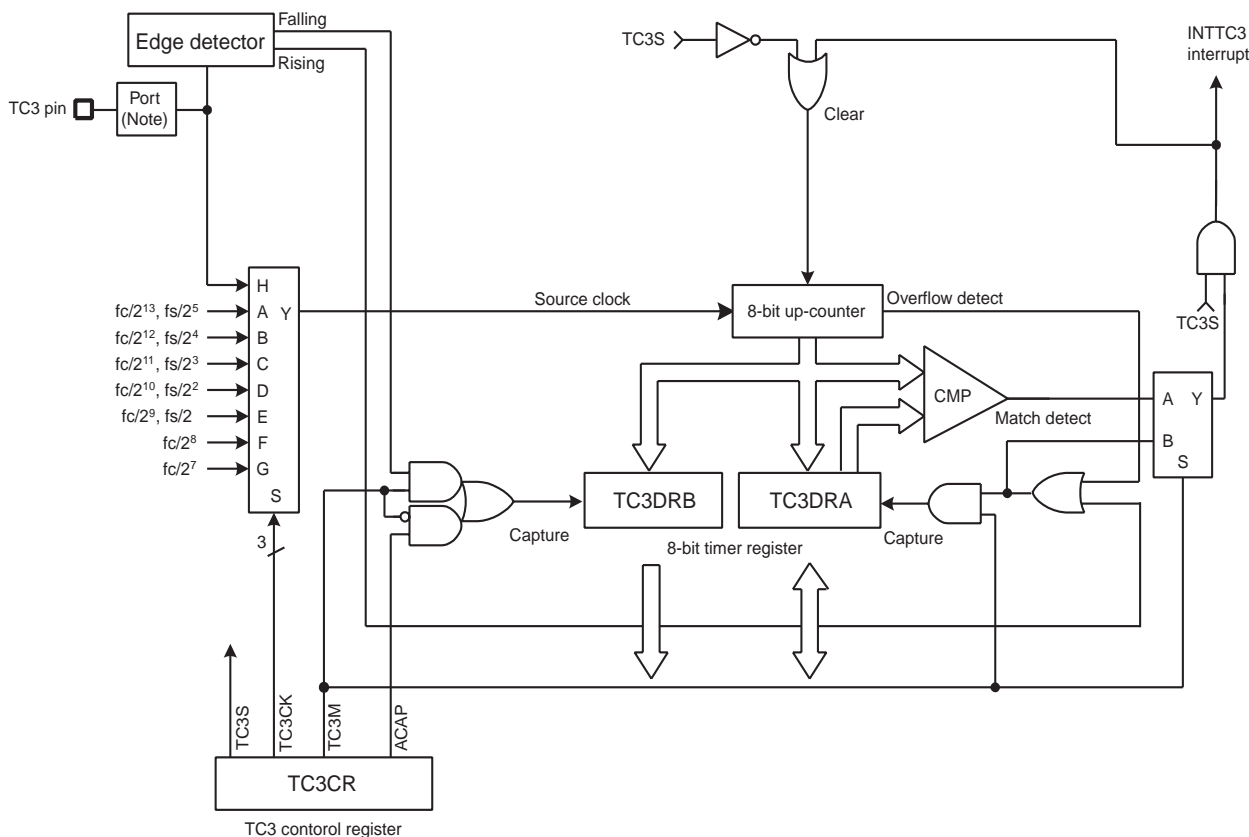 Falling
Edge detector
Rising
TC3 pin
Port
(Note)
TC3S
Clear
INTTC3
interrupt
H
fc/2¹³, fs/2⁵
A
Y
fc/2¹², fs/2⁴
B
fc/2¹¹, fs/2³
C
fc/2¹⁰, fs/2²
D
fc/2⁹, fs/2
E
fc/2⁸
F
fc/2⁷
G
S
3
Source clock
8-bit up-counter
Overflow detect
TC3S
CMP
Match detect
A
Y
B
S
TC3DRB
TC3DRA
Capture
Capture
8-bit timer register
TC3S
TC3CK
TC3M
ACAP
TC3CR
TC3 contorol register